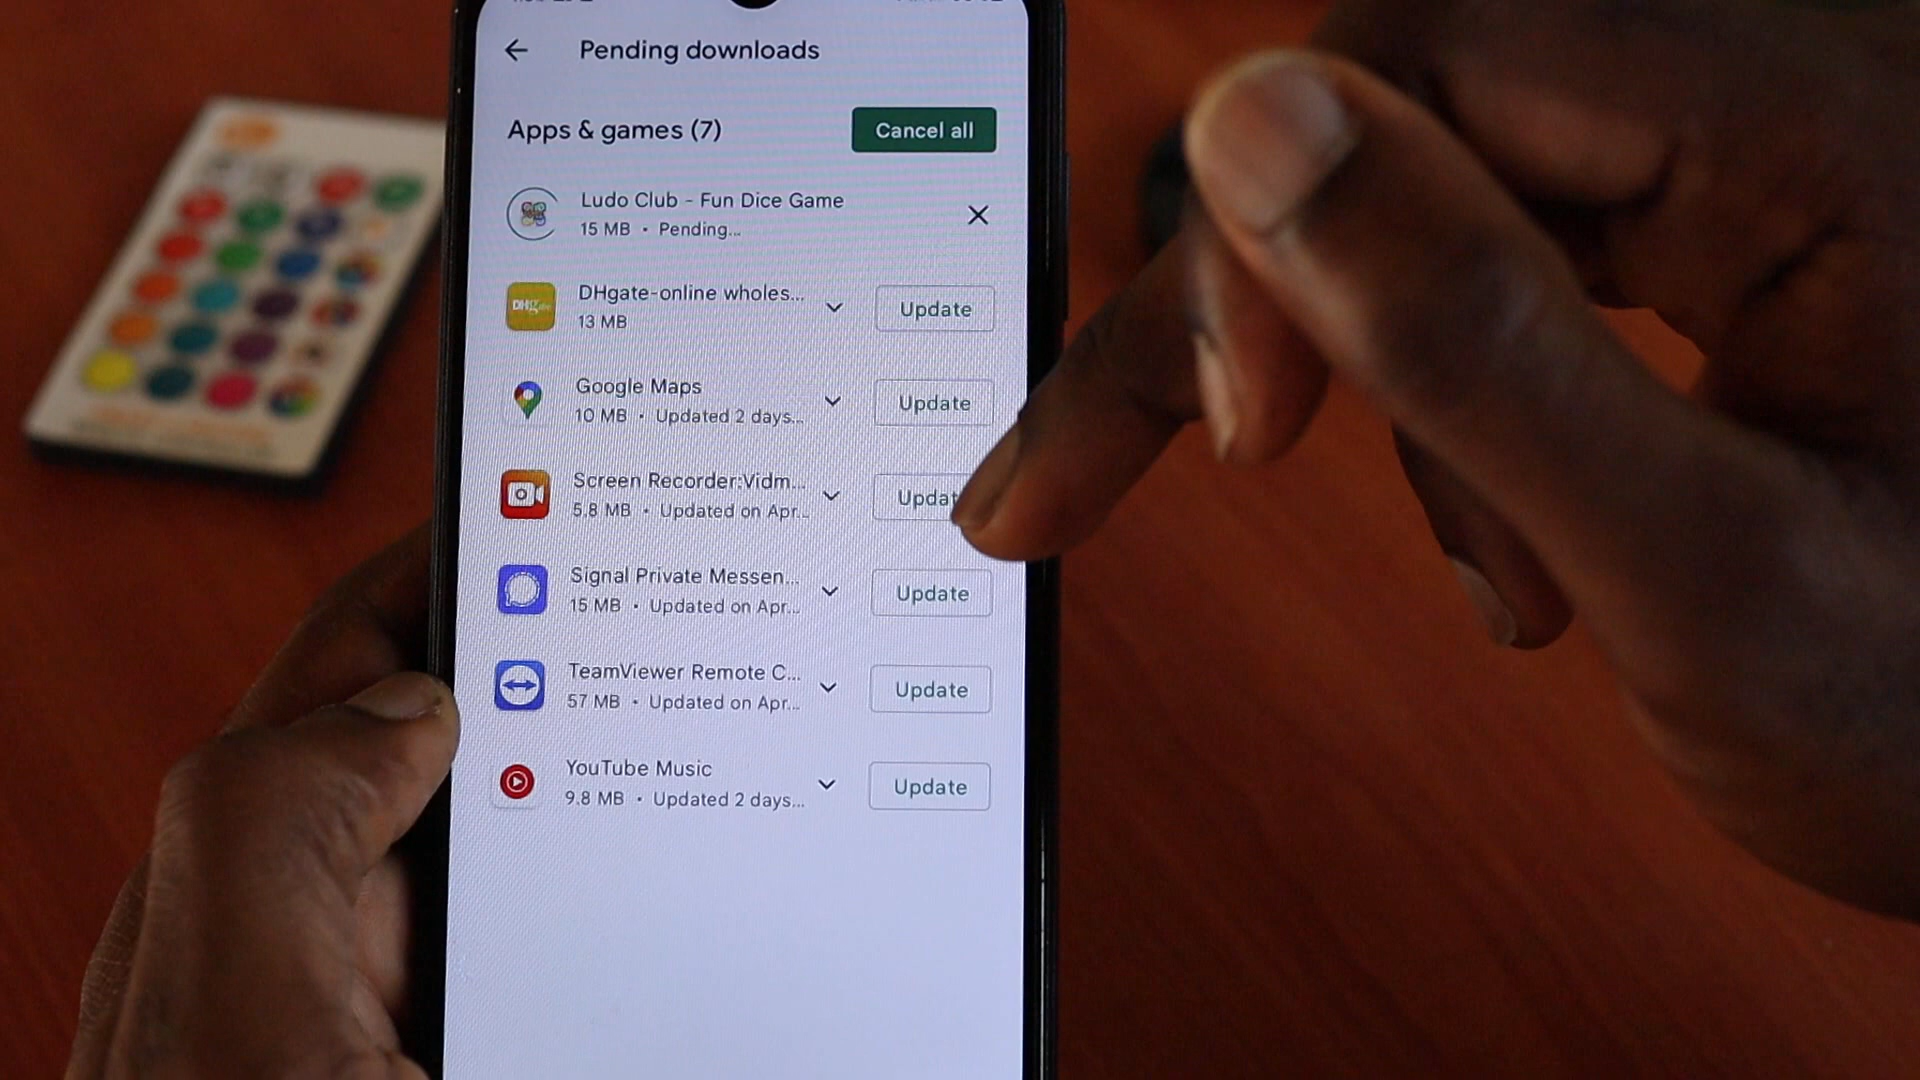 Pending downloads
Apps & games (7)
Cancel all
Ludo Club - Fun Dice Game
15 MB • Pending...
DHgate-online wholes...
13 MB
Update
Google Maps
10 MB • Updated 2 days...
Update
Screen Recorder:Vidm...
5.8 MB • Updated on Apr...
Updat
Signal Private Messen...
15 MB • Updated on Apr...
Update
TeamViewer Remote C...
57 MB • Updated on Apr...
Update
YouTube Music
9.8 MB • Updated 2 days...
Update